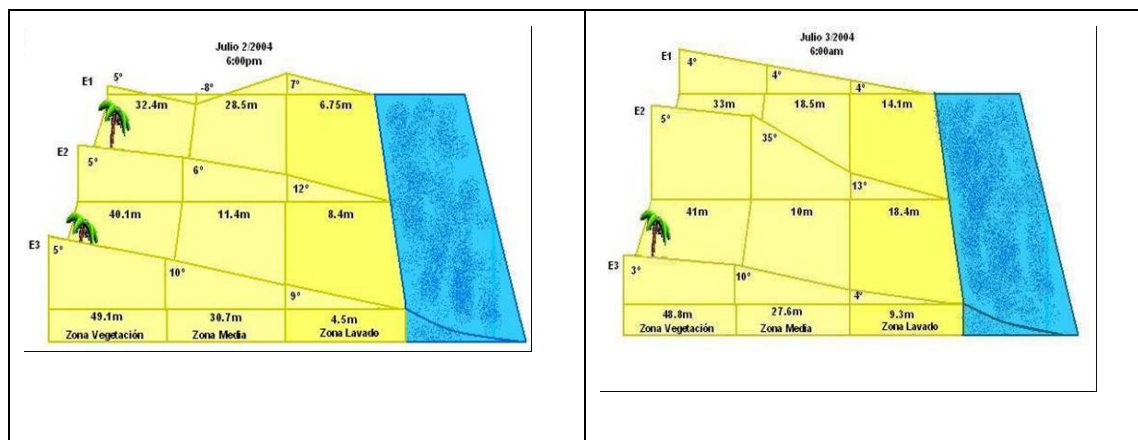 Julio 2/2004
6:00pm
E1
5°
-8°
7°
32.4m
28.5m
6.75m
E2
5°
6°
12°
40.1m
11.4m
8.4m
E3
5°
10°
9°
49.1m
30.7m
4.5m
Zona Vegetación
Zona Media
Zona Lavado
Julio 3/2004
6:00am
E1
4°
4°
4°
33m
18.5m
14.1m
E2
5°
35°
13°
41m
10m
18.4m
E3
3°
10°
4°
48.8m
27.6m
9.3m
Zona Vegetación
Zona Media
Zona Lavado